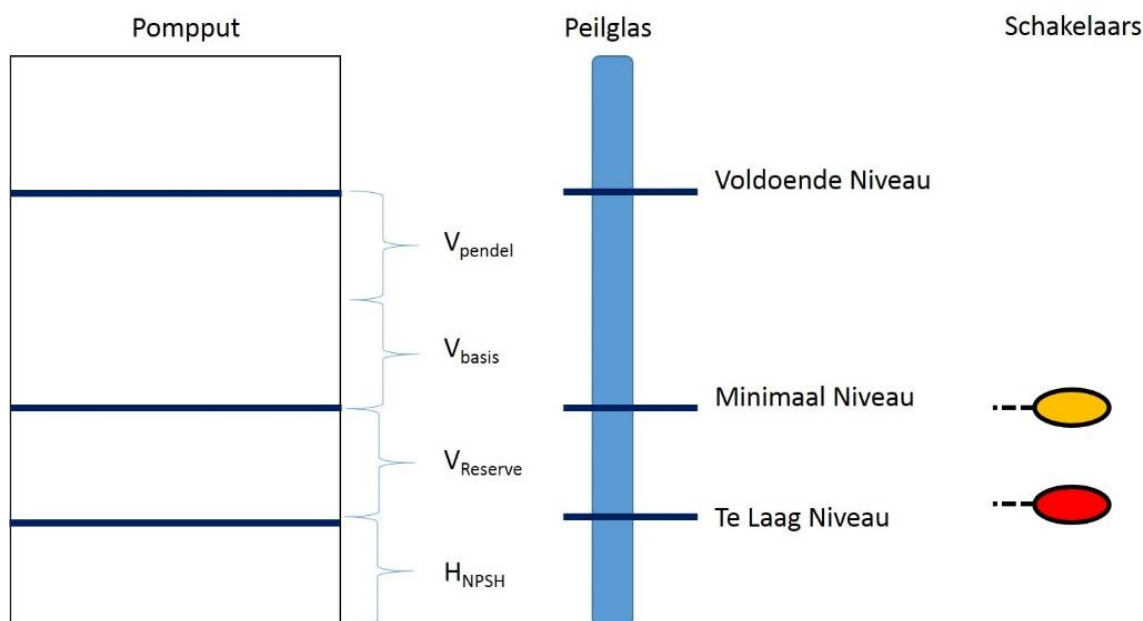 Pompput
Peilglas
Schakelaars
Voldoende Niveau
Vpendel
Vbasis
Minimaal Niveau
VReserve
Te Laag Niveau
HNPSH